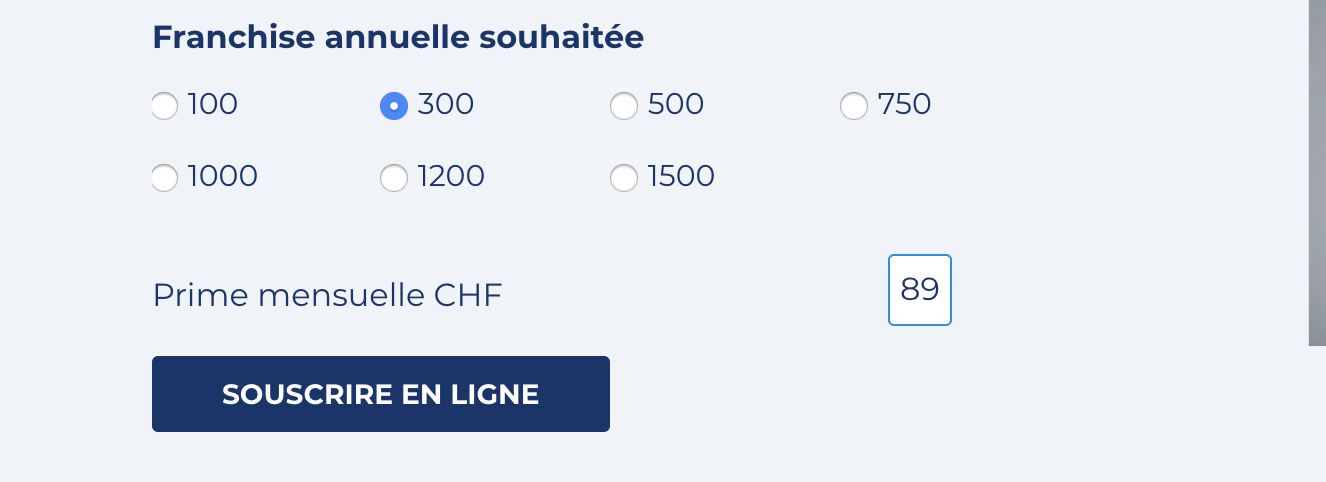 Franchise annuelle souhaitée
100 300 500 750
1000 1200 1500
Prime mensuelle CHF 89
SOUSCRIRE EN LIGNE